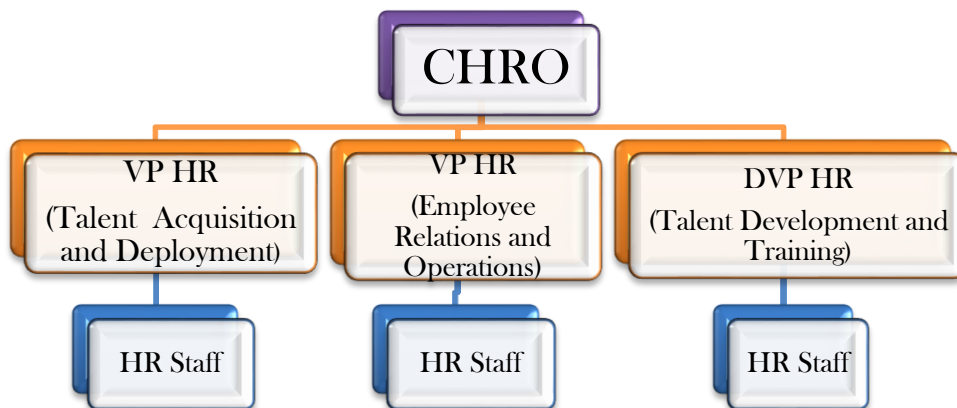 CHRO
VP HR
(Talent Acquisition
and Deployment)
VP HR
(Employee
Relations and
Operations)
DVP HR
(Talent Development and
Training)
HR Staff
HR Staff
HR Staff